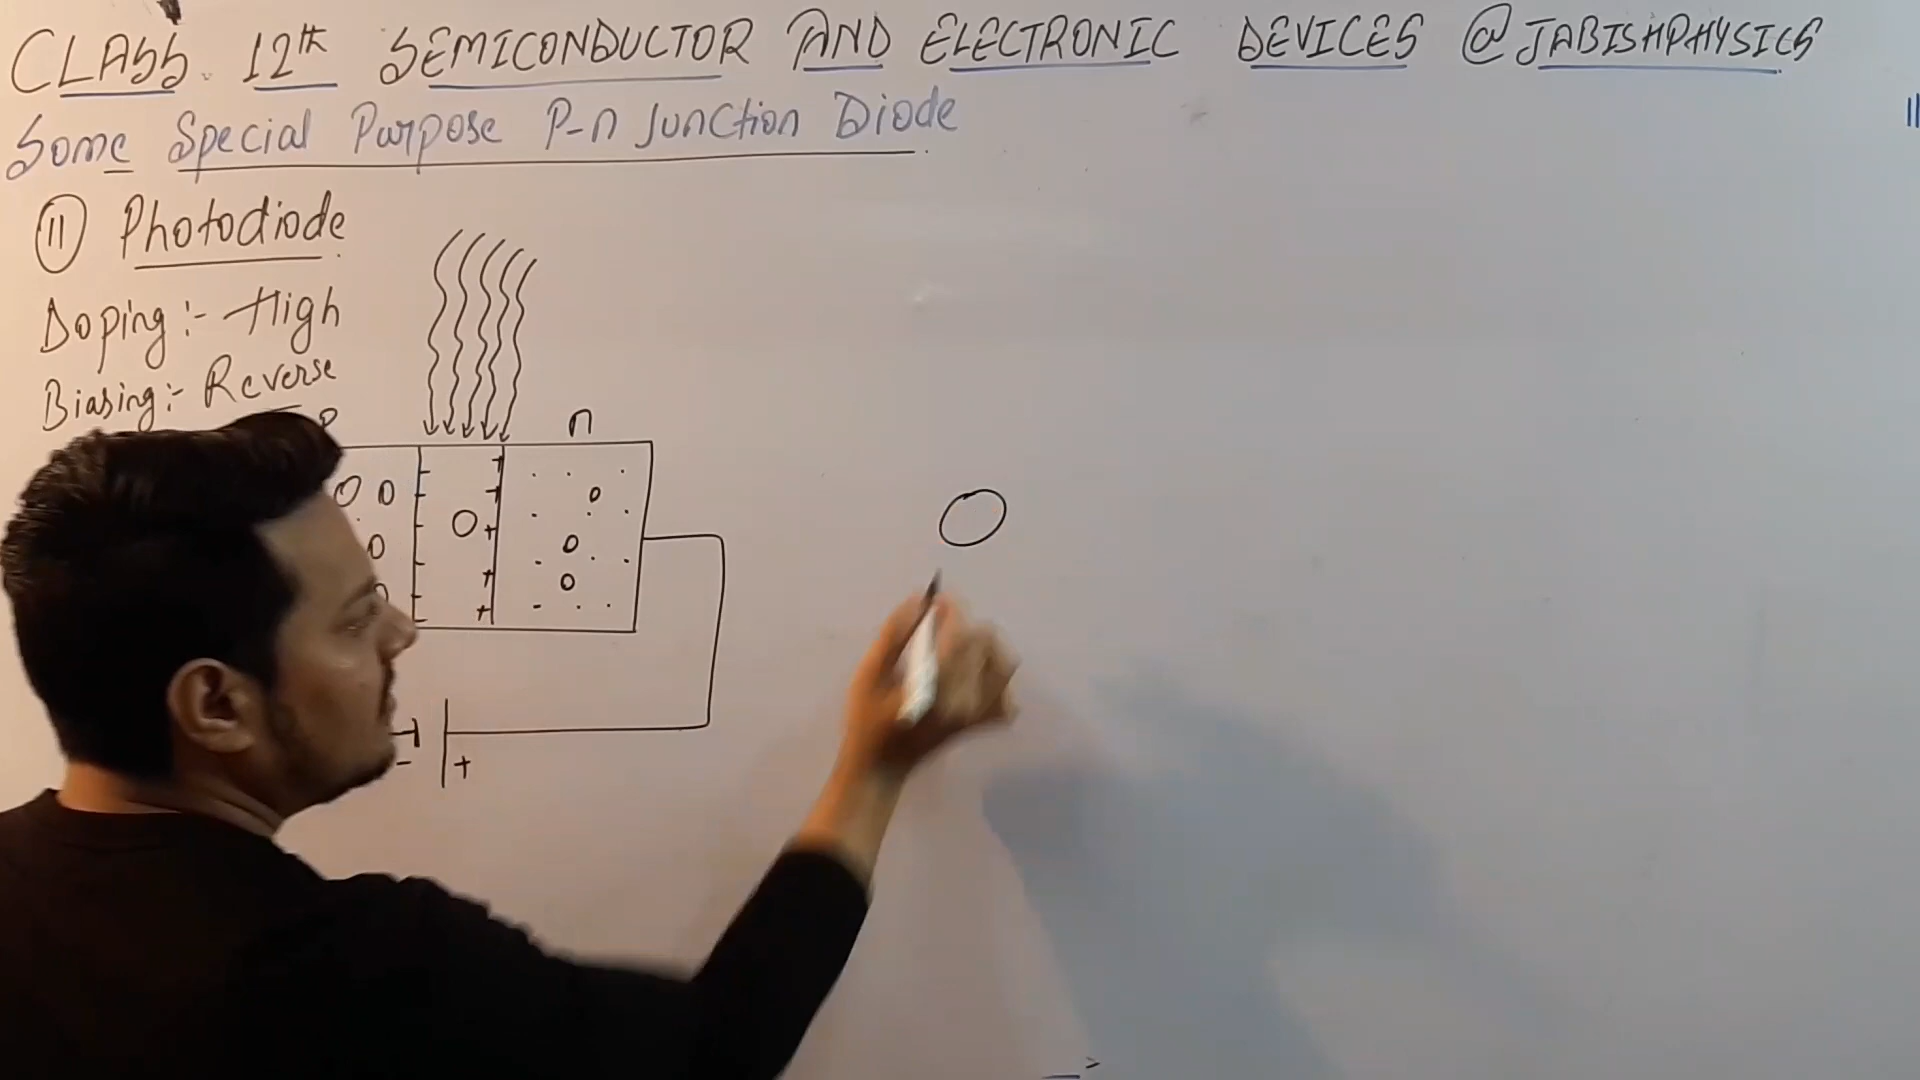 CLASS 12th SEMICONDUCTOR AND ELECTRONIC DEVICES @JABISHPHYSICS
Some Special Purpose P-n Junction Diode
11 Photodiode
Doping :- High
Biasing :- Reverse
P
n
- +